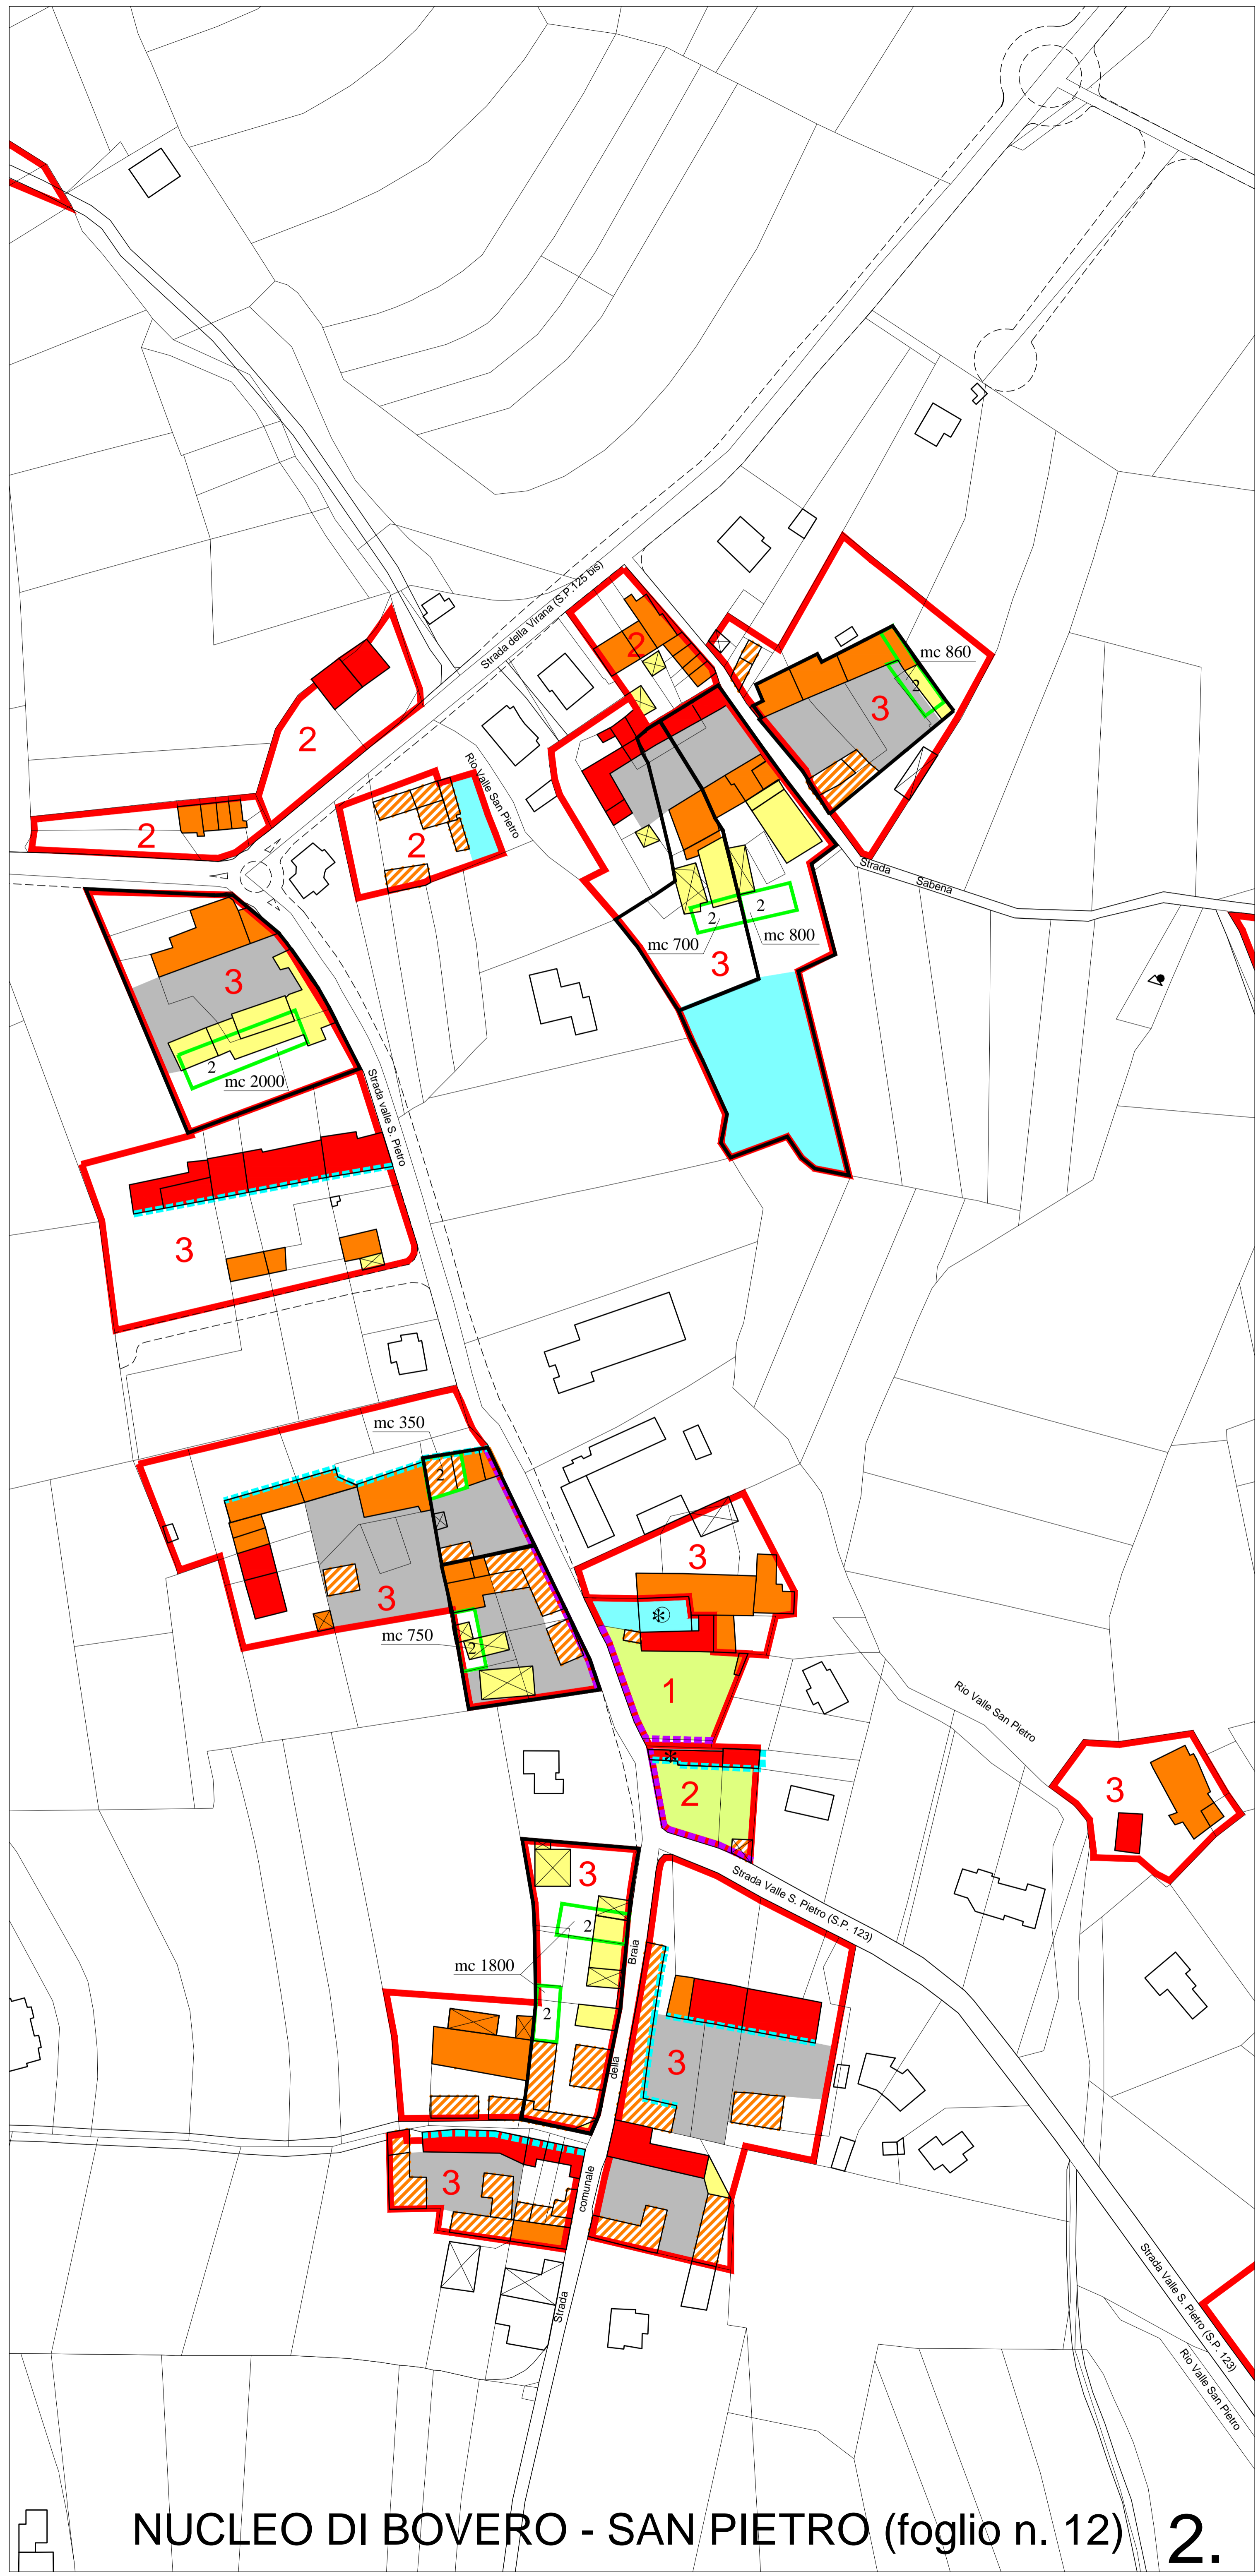 Strada della Virana (S.P.125 bis)
2
mc 860
2
3
2
Rio Valle San Pietro
2
2
Strada Sabena
2
2
mc 700
mc 800
3
3
2
mc 2000
Strada valle S. Pietro
3
mc 350
2
3
3
mc 750
2
1
Rio Valle San Pietro
2
3
3
Strada Valle S. Pietro (S.P. 123)
2
mc 1800
2
3
3
Strada comunale della Braia
Strada Valle S. Pietro (S.P. 123)
Rio Valle San Pietro
NUCLEO DI BOVERO - SAN PIETRO (foglio n. 12)
2.